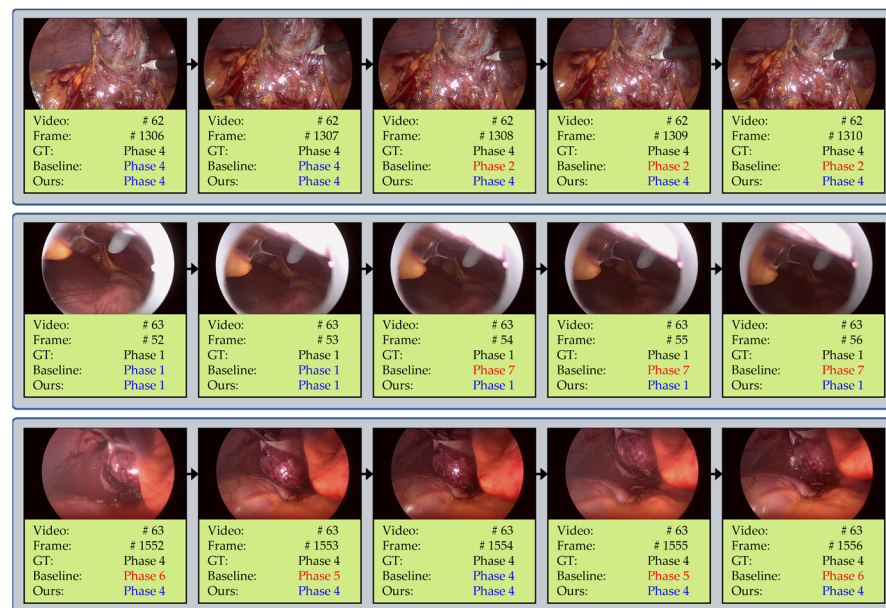 Video: # 62
Frame: # 1306
GT: Phase 4
Baseline: Phase 4
Ours: Phase 4
Video: # 62
Frame: # 1307
GT: Phase 4
Baseline: Phase 4
Ours: Phase 4
Video: # 62
Frame: # 1308
GT: Phase 4
Baseline: Phase 2
Ours: Phase 4
Video: # 62
Frame: # 1309
GT: Phase 4
Baseline: Phase 2
Ours: Phase 4
Video: # 62
Frame: # 1310
GT: Phase 4
Baseline: Phase 2
Ours: Phase 4
Video: # 63
Frame: # 52
GT: Phase 1
Baseline: Phase 1
Ours: Phase 1
Video: # 63
Frame: # 53
GT: Phase 1
Baseline: Phase 1
Ours: Phase 1
Video: # 63
Frame: # 54
GT: Phase 1
Baseline: Phase 7
Ours: Phase 1
Video: # 63
Frame: # 55
GT: Phase 1
Baseline: Phase 7
Ours: Phase 1
Video: # 63
Frame: # 56
GT: Phase 1
Baseline: Phase 7
Ours: Phase 1
Video: # 63
Frame: # 1552
GT: Phase 4
Baseline: Phase 6
Ours: Phase 4
Video: # 63
Frame: # 1553
GT: Phase 4
Baseline: Phase 5
Ours: Phase 4
Video: # 63
Frame: # 1554
GT: Phase 4
Baseline: Phase 4
Ours: Phase 4
Video: # 63
Frame: # 1555
GT: Phase 4
Baseline: Phase 5
Ours: Phase 4
Video: # 63
Frame: # 1556
GT: Phase 4
Baseline: Phase 6
Ours: Phase 4